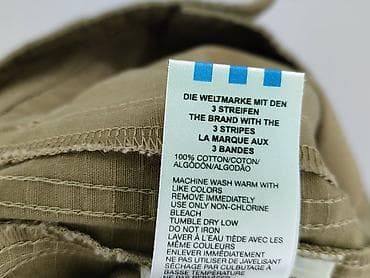 DIE WELTMARKE MIT DEN
3 STREIFEN
THE BRAND WITH THE
3 STRIPES
LA MARQUE AUX
3 BANDES
100% COTTON/COTON/
ALGODÓN/ALGODÃO
MACHINE WASH WARM WITH
LIKE COLORS
REMOVE IMMEDIATELY
USE ONLY NON-CHLORINE
BLEACH
TUMBLE DRY LOW
DO NOT IRON
LAVER À L'EAU TIÈDE AVEC LES
MÊME COULEURS
ENLEVER IMMÉDIATEMENT
NE PAS UTILISER DE JAVELISANT
SÉCHAGE PAR CULBUTAGE À
BASSE TEMPÉRATURE
NE PAS